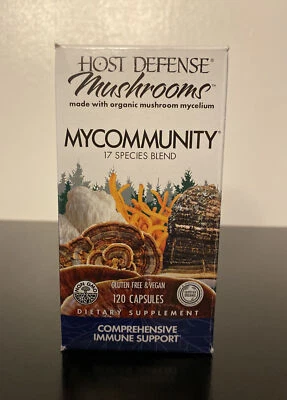 HOST DEFENSE®
Mushrooms™
made with organic mushroom mycelium
MYCOMMUNITY®
17 SPECIES BLEND
GLUTEN FREE & VEGAN
120 CAPSULES
DIETARY SUPPLEMENT
COMPREHENSIVE
IMMUNE SUPPORT*